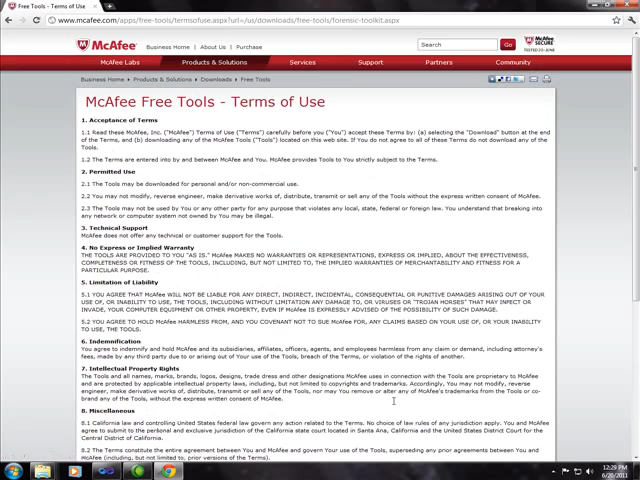 Free Tools - Terms of Use
www.mcafee.com/apps/free-tools/termsofuse.aspx?url=/us/downloads/free-tools/forensic-toolkit.aspx
McAfee Business Home | About Us | Purchase
Search Go McAfee SECURE
TESTED 20-JUNE
McAfee Labs Products & Solutions Services Support Partners Community
Business Home › Products & Solutions › Downloads › Free Tools
McAfee Free Tools - Terms of Use
1. Acceptance of Terms
1.1 Read these McAfee, Inc. ("McAfee") Terms of Use ("Terms") carefully before you ("You") accept these Terms by: (a) selecting the "Download" button at the end
of the Terms, and (b) downloading any of the McAfee Tools ("Tools") located on this web site. If You do not agree to all of these Terms do not download any of the
Tools.
1.2 The Terms are entered into by and between McAfee and You. McAfee provides Tools to You strictly subject to the Terms.
2. Permitted Use
2.1 The Tools may be downloaded for personal and/or non-commercial use.
2.2 You may not modify, reverse engineer, make derivative works of, distribute, transmit or sell any of the Tools without the express written consent of McAfee.
2.3 The Tools may not be used by You or any other party for any purpose that violates any local, state, federal or foreign law. You understand that breaking into
any network or computer system not owned by You may be illegal.
3. Technical Support
McAfee does not offer any technical or customer support for the Tools.
4. No Express or Implied Warranty
THE TOOLS ARE PROVIDED TO YOU "AS IS." McAfee MAKES NO WARRANTIES OR REPRESENTATIONS, EXPRESS OR IMPLIED, ABOUT THE EFFECTIVENESS,
COMPLETENESS OR FITNESS OF THE TOOLS, INCLUDING, BUT NOT LIMITED TO, THE IMPLIED WARRANTIES OF MERCHANTABILITY AND FITNESS FOR A
PARTICULAR PURPOSE.
5. Limitation of Liability
5.1 YOU AGREE THAT McAfee WILL NOT BE LIABLE FOR ANY DIRECT, INDIRECT, INCIDENTAL, CONSEQUENTIAL OR PUNITIVE DAMAGES ARISING OUT OF YOUR
USE OF, OR INABILITY TO USE, THE TOOLS, INCLUDING WITHOUT LIMITATION ANY DAMAGE TO, OR VIRUSES OR "TROJAN HORSES" THAT MAY INFECT OR
INVADE, YOUR COMPUTER EQUIPMENT OR OTHER PROPERTY, EVEN IF McAfee IS EXPRESSLY ADVISED OF THE POSSIBILITY OF SUCH DAMAGE.
5.2 YOU AGREE TO HOLD McAfee HARMLESS FROM, AND YOU COVENANT NOT TO SUE McAfee FOR, ANY CLAIMS BASED ON YOUR USE OF, OR YOUR INABILITY
TO USE, THE TOOLS.
6. Indemnification
You agree to indemnify and hold McAfee and its subsidiaries, affiliates, officers, agents, and employees harmless from any claim or demand, including attorney's
fees, made by any third party due to or arising out of Your use of the Tools, breach of the Terms, or violation of the rights of another.
7. Intellectual Property Rights
The Tools and all names, marks, brands, logos, designs, trade dress and other designations McAfee uses in connection with the Tools are proprietary to McAfee
and are protected by applicable intellectual property laws, including, but not limited to copyrights and trademarks. Accordingly, You may not modify, reverse
engineer, make derivative works of, distribute, transmit or sell any of the Tools, nor may You remove or alter any of McAfee's trademarks from the Tools or co-
brand any of the Tools, without the express written consent of McAfee.
8. Miscellaneous
8.1 California law and controlling United States federal law govern any action related to the Terms. No choice of law rules of any jurisdiction apply. You and McAfee
agree to submit to the personal and exclusive jurisdiction of the California state court located in Santa Ana, California and the United States District Court for the
Central District of California.
8.2 The Terms constitute the entire agreement between You and McAfee and govern Your use of the Tools, superseding any prior agreements between You and
McAfee (including, but not limited to, prior versions of the Terms).
12:29 PM
6/20/2011